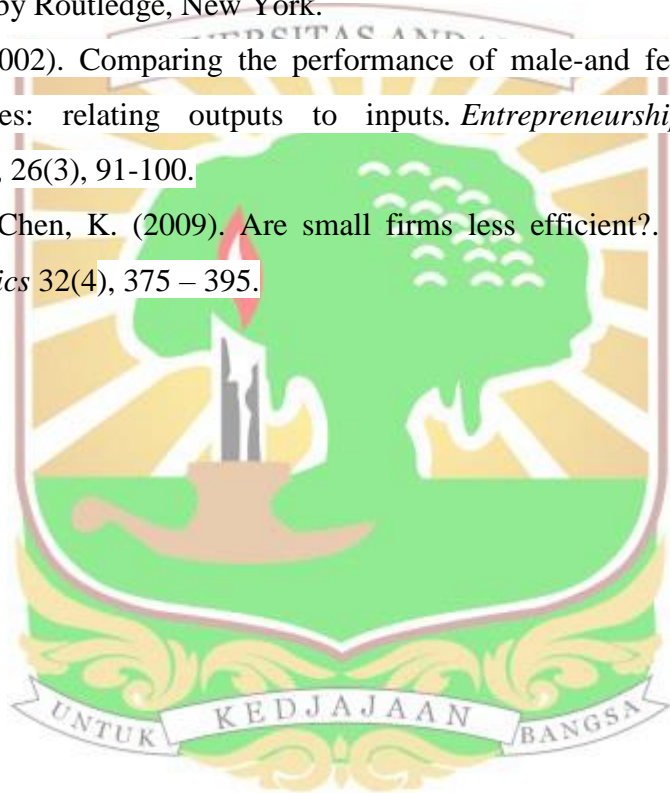 by Routledge, New York.
002). Comparing the performance of male-and fe
es: relating outputs to inputs. Entrepreneurshi
, 26(3), 91-100.
Chen, K. (2009). Are small firms less efficient?.
ics 32(4), 375 – 395.
UNTUK KEDJAJAAN BANGSA